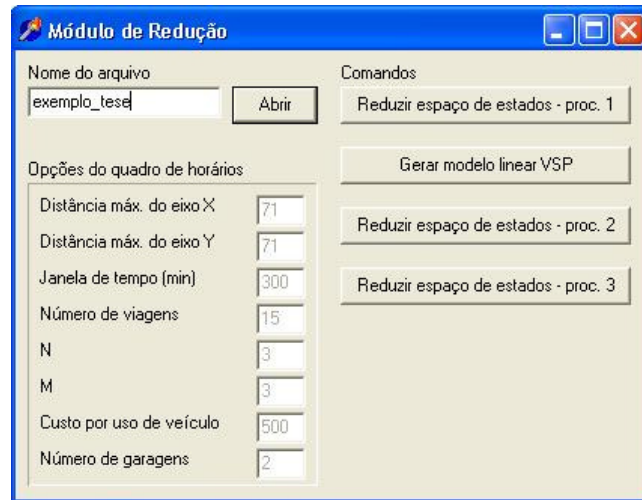 Módulo de Redução
Nome do arquivo
exemplo_tese
Abrir
Opções do quadro de horários
Distância máx. do eixo X
71
Distância máx. do eixo Y
71
Janela de tempo (min)
300
Número de viagens
15
N
3
M
3
Custo por uso de veículo
500
Número de garagens
2
Comandos
Reduzir espaço de estados - proc. 1
Gerar modelo linear VSP
Reduzir espaço de estados - proc. 2
Reduzir espaço de estados - proc. 3